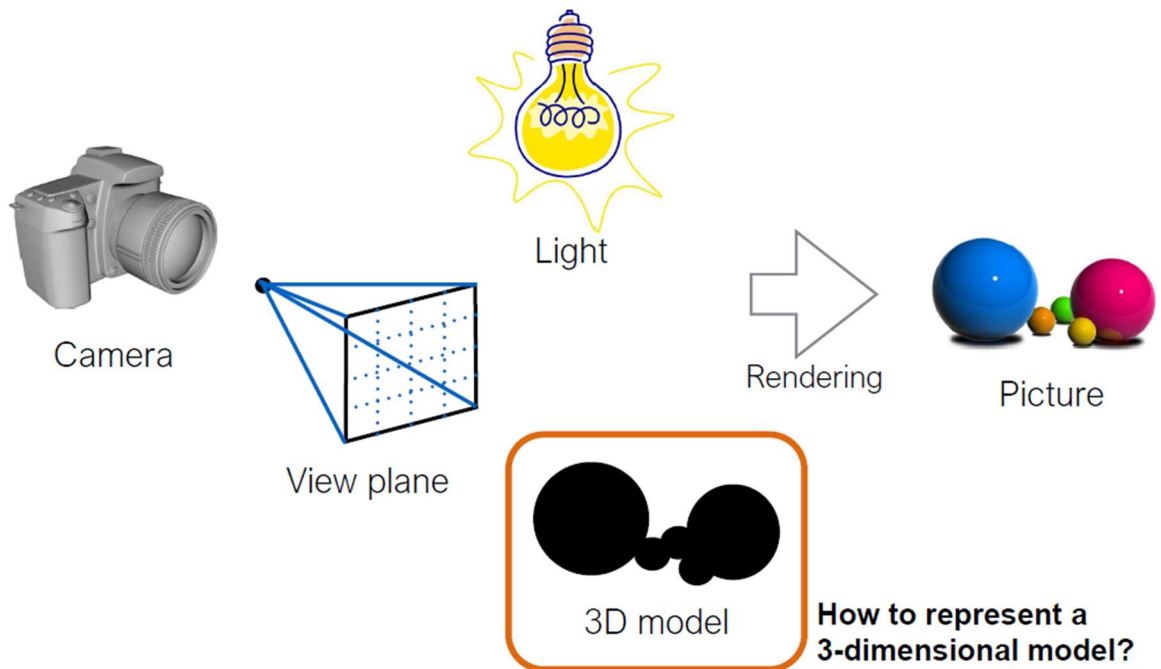 Light
Camera
Rendering
Picture
View plane
3D model
How to represent a
3-dimensional model?